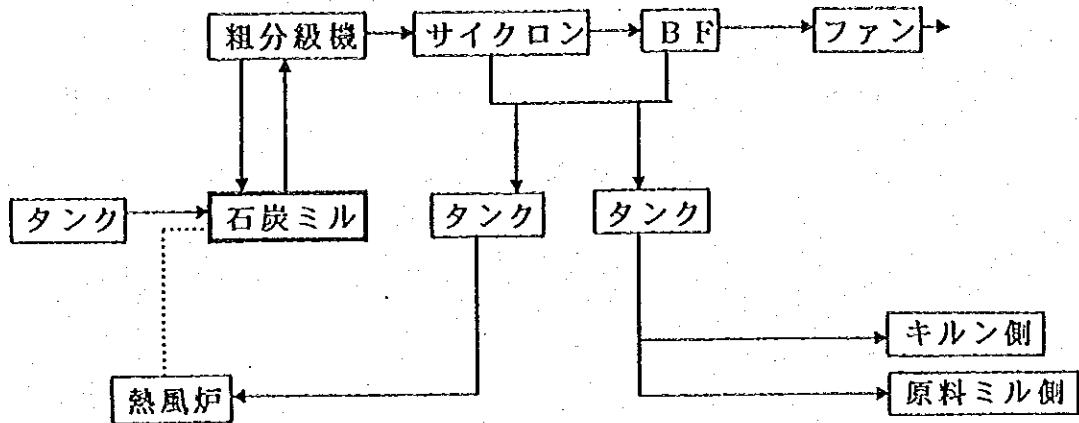 粗分級機
サイクロン
BF
ファン
タンク
石炭ミル
タンク
タンク
キルン側
熱風炉
原料ミル側